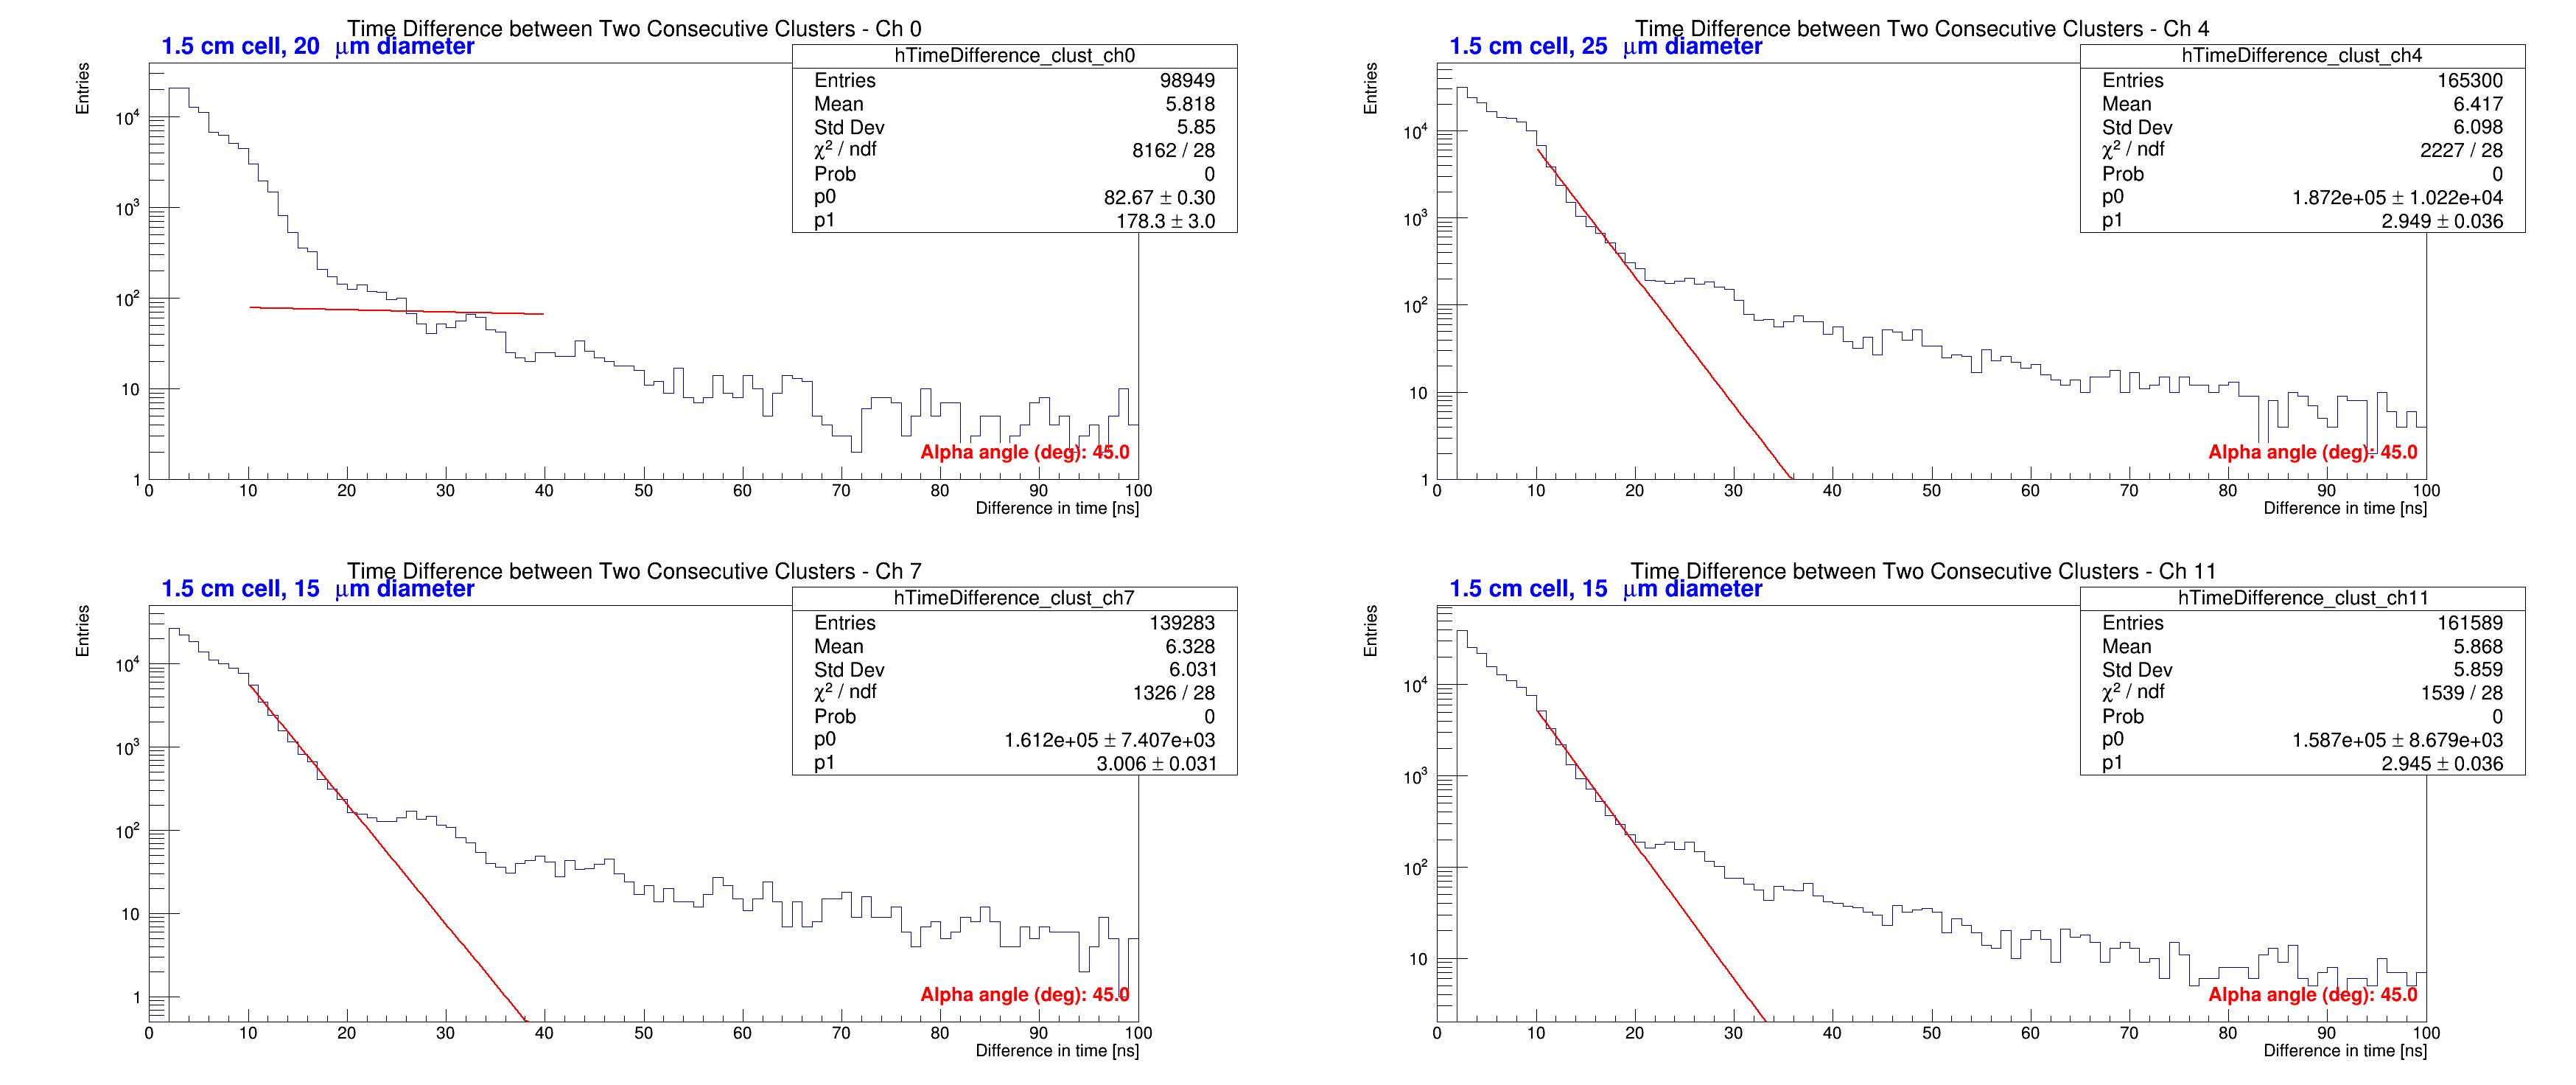 Time Difference between Two Consecutive Clusters - Ch 0
1.5 cm cell, 20 μm diameter
hTimeDifference_clust_ch0
Entries 98949
Mean 5.818
Std Dev 5.85
χ² / ndf 8162 / 28
Prob 0
p0 82.67 ± 0.30
p1 178.3 ± 3.0
Entries
10⁴
10³
10²
10
1
Alpha angle (deg): 45.0
0 10 20 30 40 50 60 70 80 90 100
Difference in time [ns]
Time Difference between Two Consecutive Clusters - Ch 4
1.5 cm cell, 25 μm diameter
hTimeDifference_clust_ch4
Entries 165300
Mean 6.417
Std Dev 6.098
χ² / ndf 2227 / 28
Prob 0
p0 1.872e+05 ± 1.022e+04
p1 2.949 ± 0.036
Entries
10⁴
10³
10²
10
1
Alpha angle (deg): 45.0
0 10 20 30 40 50 60 70 80 90 100
Difference in time [ns]
Time Difference between Two Consecutive Clusters - Ch 7
1.5 cm cell, 15 μm diameter
hTimeDifference_clust_ch7
Entries 139283
Mean 6.328
Std Dev 6.031
χ² / ndf 1326 / 28
Prob 0
p0 1.612e+05 ± 7.407e+03
p1 3.006 ± 0.031
Entries
10⁴
10³
10²
10
1
Alpha angle (deg): 45.0
0 10 20 30 40 50 60 70 80 90 100
Difference in time [ns]
Time Difference between Two Consecutive Clusters - Ch 11
1.5 cm cell, 15 μm diameter
hTimeDifference_clust_ch11
Entries 161589
Mean 5.868
Std Dev 5.859
χ² / ndf 1539 / 28
Prob 0
p0 1.587e+05 ± 8.679e+03
p1 2.945 ± 0.036
Entries
10⁴
10³
10²
10
Alpha angle (deg): 45.0
0 10 20 30 40 50 60 70 80 90 100
Difference in time [ns]